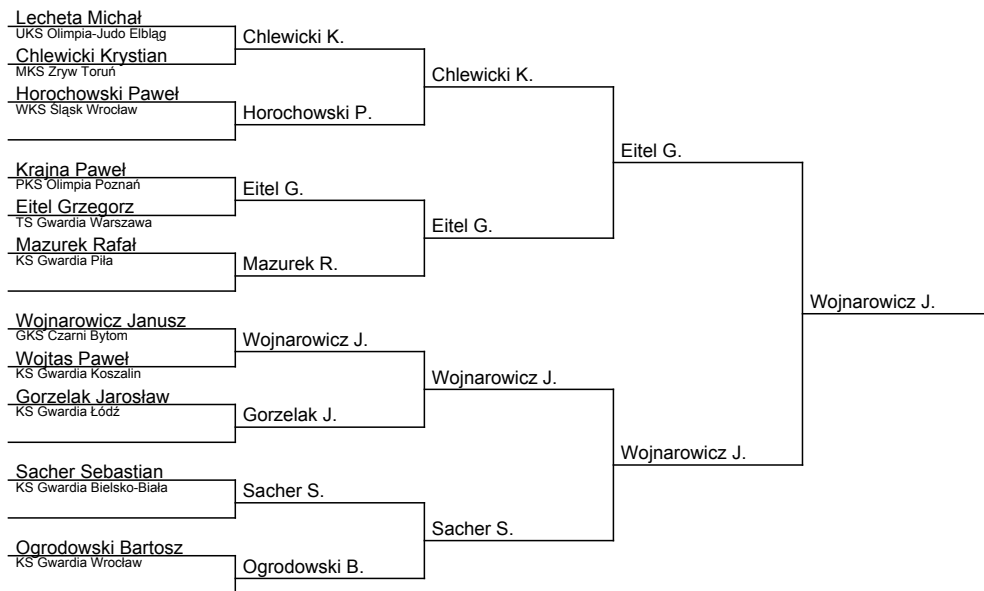 Lecheta Michał
UKS Olimpia-Judo Elbląg
Chlewicki Krystian
MKS Zryw Toruń
Horochowski Paweł
WKS Śląsk Wrocław
Krajna Paweł
PKS Olimpia Poznań
Eitel Grzegorz
TS Gwardia Warszawa
Mazurek Rafał
KS Gwardia Piła
Wojnarowicz Janusz
GKS Czarni Bytom
Wojtas Paweł
KS Gwardia Koszalin
Gorzelak Jarosław
KS Gwardia Łódź
Sacher Sebastian
KS Gwardia Bielsko-Biała
Ogrodowski Bartosz
KS Gwardia Wrocław
Chlewicki K.
Horochowski P.
Eitel G.
Mazurek R.
Wojnarowicz J.
Gorzelak J.
Sacher S.
Ogrodowski B.
Chlewicki K.
Eitel G.
Wojnarowicz J.
Sacher S.
Eitel G.
Wojnarowicz J.
Wojnarowicz J.